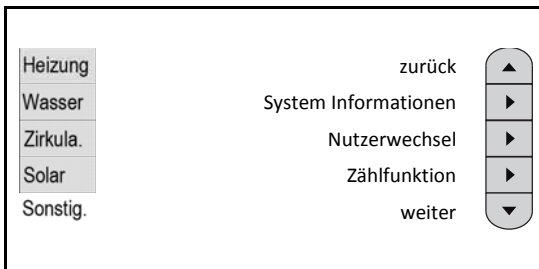 Heizung zurück
Wasser System Informationen
Zirkula. Nutzerwechsel
Solar Zählfunktion
Sonstig. weiter